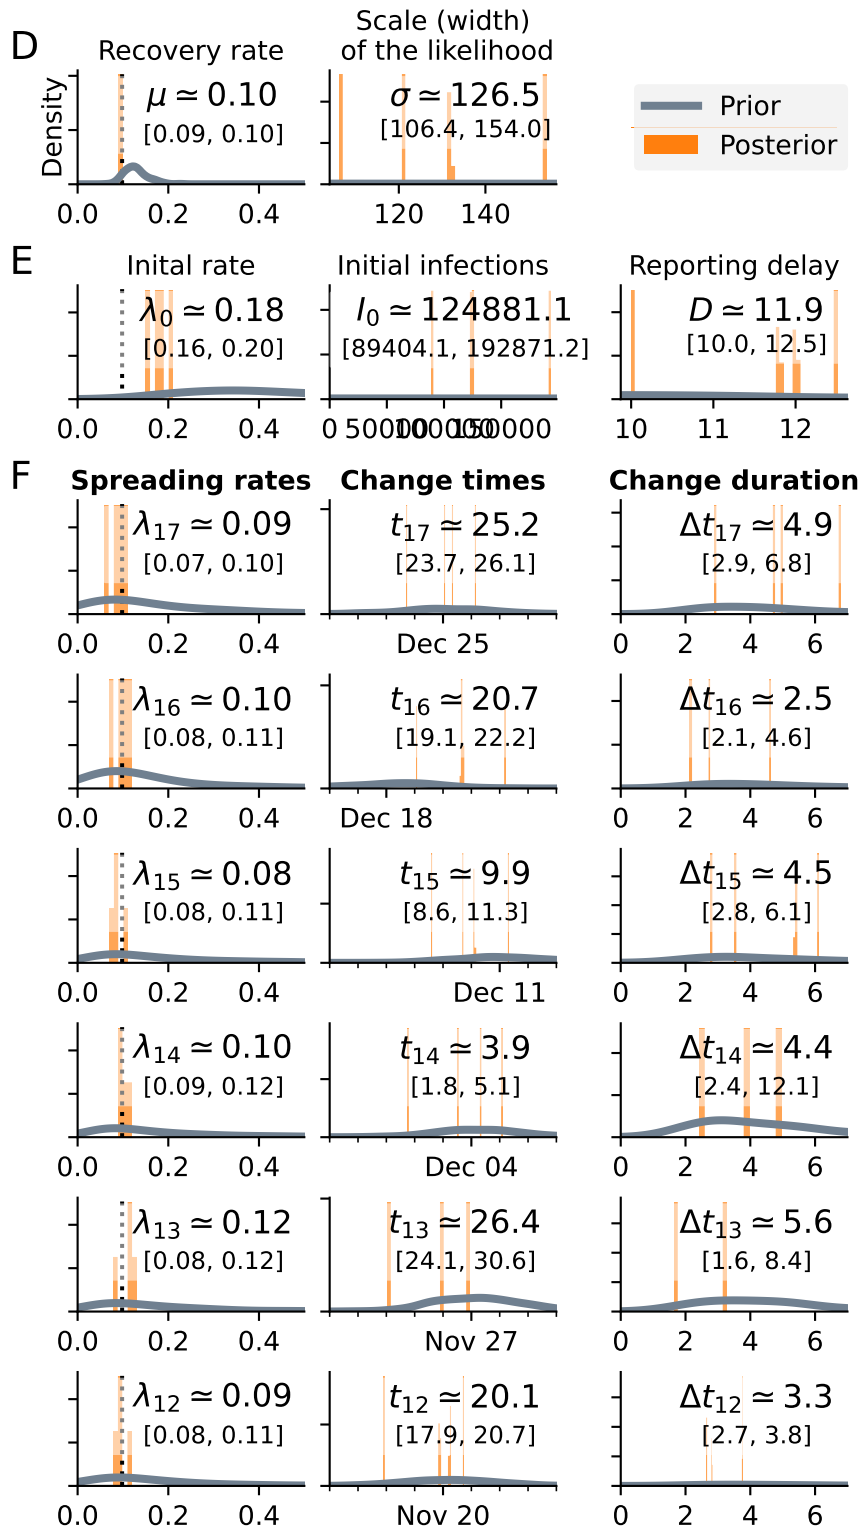 D
Recovery rate
Scale (width)
of the likelihood
Density
μ ≃ 0.10
[0.09, 0.10]
σ ≃ 126.5
[106.4, 154.0]
Prior
Posterior
0.0 0.2 0.4
120 140
E
Inital rate
Initial infections
Reporting delay
λ0 ≃ 0.18
[0.16, 0.20]
I0 ≃ 124881.1
[89404.1, 192871.2]
D ≃ 11.9
[10.0, 12.5]
0.0 0.2 0.4
0 50000 100000 150000
10 11 12
F
Spreading rates
Change times
Change duration
λ17 ≃ 0.09
[0.07, 0.10]
t17 ≃ 25.2
[23.7, 26.1]
Δt17 ≃ 4.9
[2.9, 6.8]
0.0 0.2 0.4
Dec 25
0 2 4 6
λ16 ≃ 0.10
[0.08, 0.11]
t16 ≃ 20.7
[19.1, 22.2]
Δt16 ≃ 2.5
[2.1, 4.6]
0.0 0.2 0.4
Dec 18
0 2 4 6
λ15 ≃ 0.08
[0.08, 0.11]
t15 ≃ 9.9
[8.6, 11.3]
Δt15 ≃ 4.5
[2.8, 6.1]
0.0 0.2 0.4
Dec 11
0 2 4 6
λ14 ≃ 0.10
[0.09, 0.12]
t14 ≃ 3.9
[1.8, 5.1]
Δt14 ≃ 4.4
[2.4, 12.1]
0.0 0.2 0.4
Dec 04
0 2 4 6
λ13 ≃ 0.12
[0.08, 0.12]
t13 ≃ 26.4
[24.1, 30.6]
Δt13 ≃ 5.6
[1.6, 8.4]
0.0 0.2 0.4
Nov 27
0 2 4 6
λ12 ≃ 0.09
[0.08, 0.11]
t12 ≃ 20.1
[17.9, 20.7]
Δt12 ≃ 3.3
[2.7, 3.8]
0.0 0.2 0.4
Nov 20
0 2 4 6